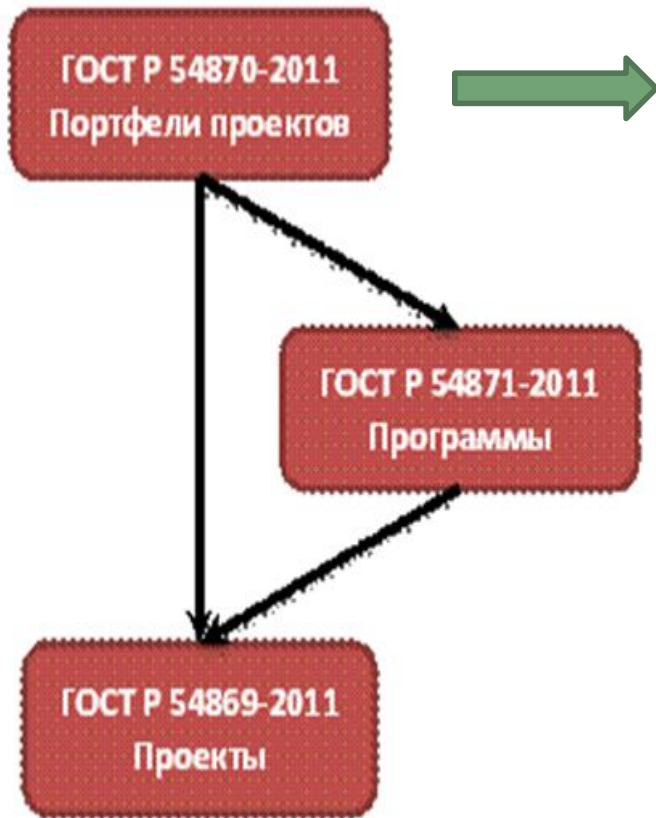 ГОСТ Р 54870-2011
Портфели проектов
ГОСТ Р 54871-2011
Программы
ГОСТ Р 54869-2011
Проекты